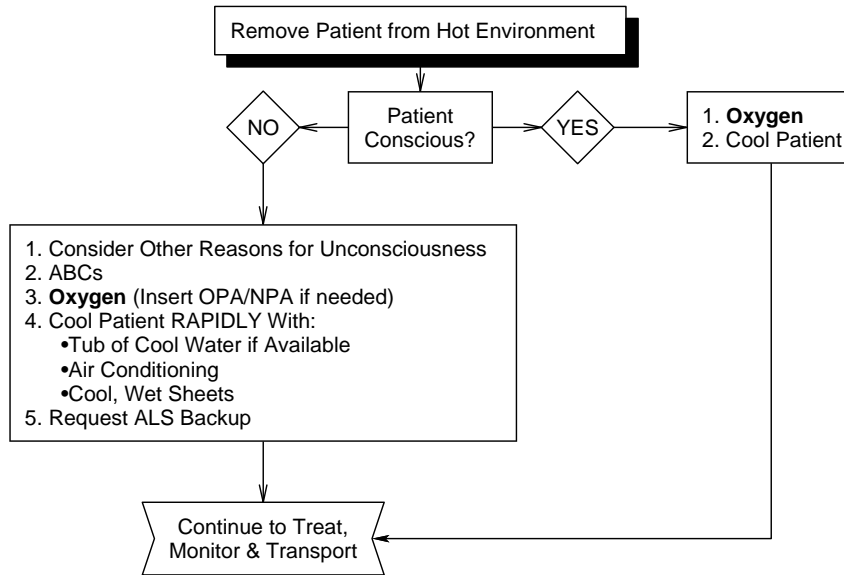 Remove Patient from Hot Environment
NO
Patient
Conscious?
YES
1. Oxygen
2. Cool Patient
1. Consider Other Reasons for Unconsciousness
2. ABCs
3. Oxygen (Insert OPA/NPA if needed)
4. Cool Patient RAPIDLY With:
•Tub of Cool Water if Available
•Air Conditioning
•Cool, Wet Sheets
5. Request ALS Backup
Continue to Treat,
Monitor & Transport